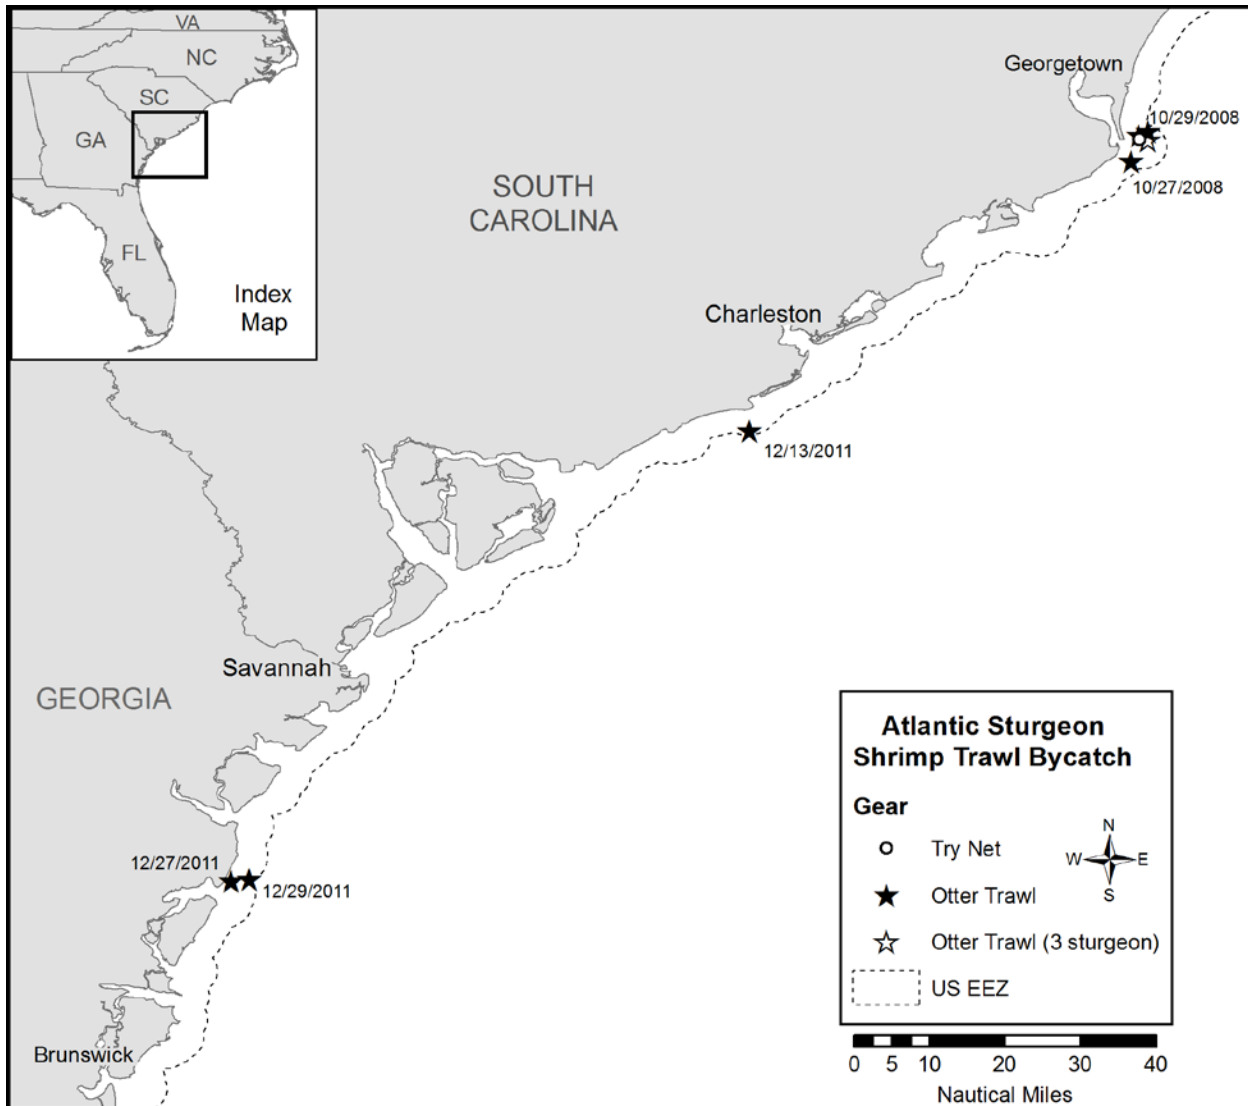 VA
NC
SC
GA
FL
Index
Map
Georgetown
10/29/2008
10/27/2008
SOUTH
CAROLINA
Charleston
12/13/2011
Savannah
GEORGIA
12/27/2011
12/29/2011
Brunswick
Atlantic Sturgeon
Shrimp Trawl Bycatch
Gear
Try Net
Otter Trawl
Otter Trawl (3 sturgeon)
US EEZ
N
W E
S
0 5 10 20 30 40
Nautical Miles